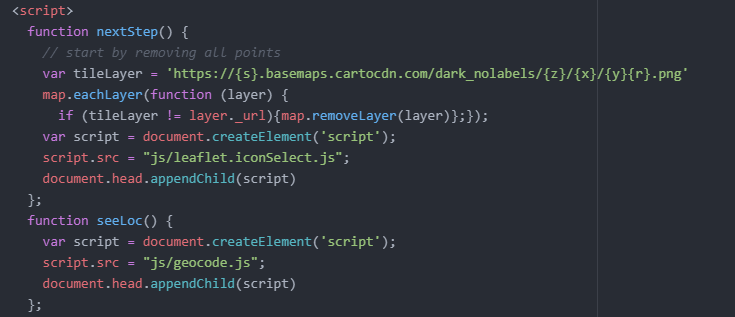 <script>
function nextStep() {
// start by removing all points
var tileLayer = 'https://{s}.basemaps.cartocdn.com/dark_nolabels/{z}/{x}/{y}{r}.png'
map.eachLayer(function (layer) {
if (tileLayer != layer._url){map.removeLayer(layer)};});
var script = document.createElement('script');
script.src = "js/leaflet.iconSelect.js";
document.head.appendChild(script)
};
function seeLoc() {
var script = document.createElement('script');
script.src = "js/geocode.js";
document.head.appendChild(script)
};